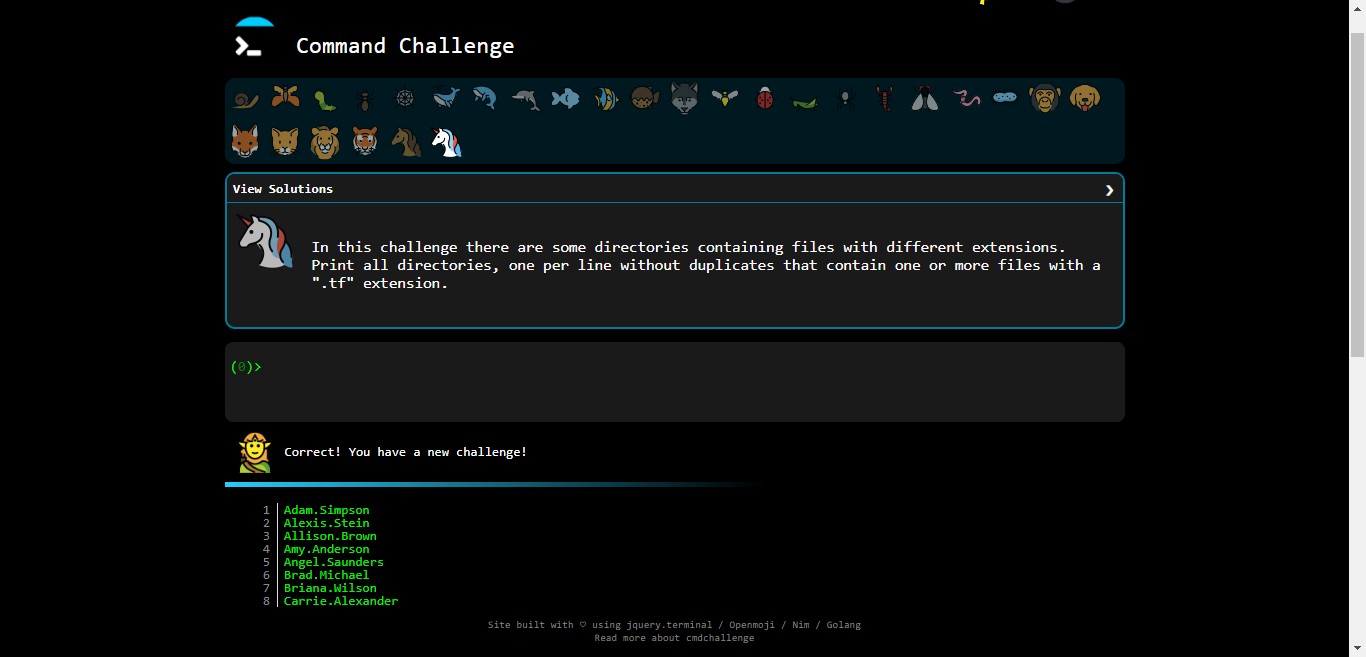 Command Challenge
View Solutions
In this challenge there are some directories containing files with different extensions.
Print all directories, one per line without duplicates that contain one or more files with a
".tf" extension.
(0)>
Correct! You have a new challenge!
1 Adam.Simpson
2 Alexis.Stein
3 Allison.Brown
4 Amy.Anderson
5 Angel.Saunders
6 Brad.Michael
7 Briana.Wilson
8 Carrie.Alexander
Site built with ♡ using jquery.terminal / Openmoji / Nim / Golang
Read more about cmdchallenge